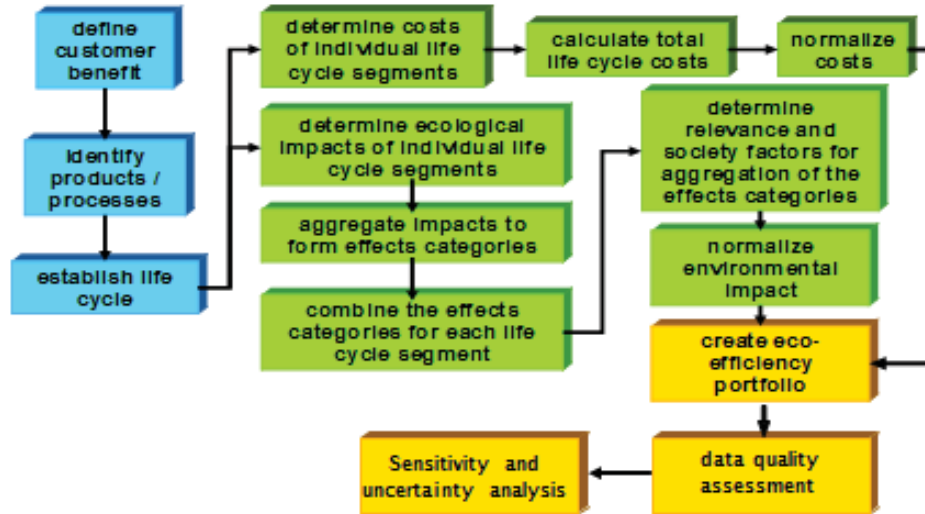 define
customer
benefit
identify
products /
processes
establish life
cycle
determine costs
of individual life
cycle segments
calculate total
life cycle costs
normalize
costs
determine ecological
impacts of individual life
cycle segments
aggregate impacts to
form effects categories
combine the effects
categories for each life
cycle segment
determine
relevance and
society factors for
aggregation of the
effects categories
normalize
environmental
impact
create eco-
efficiency
portfolio
data quality
assessment
Sensitivity and
uncertainty analysis